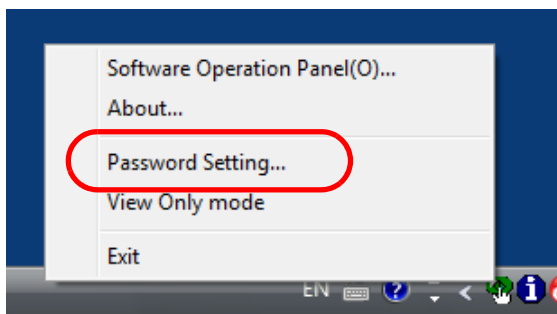 Software Operation Panel(O)...
About...
Password Setting...
View Only mode
Exit
EN ? < i